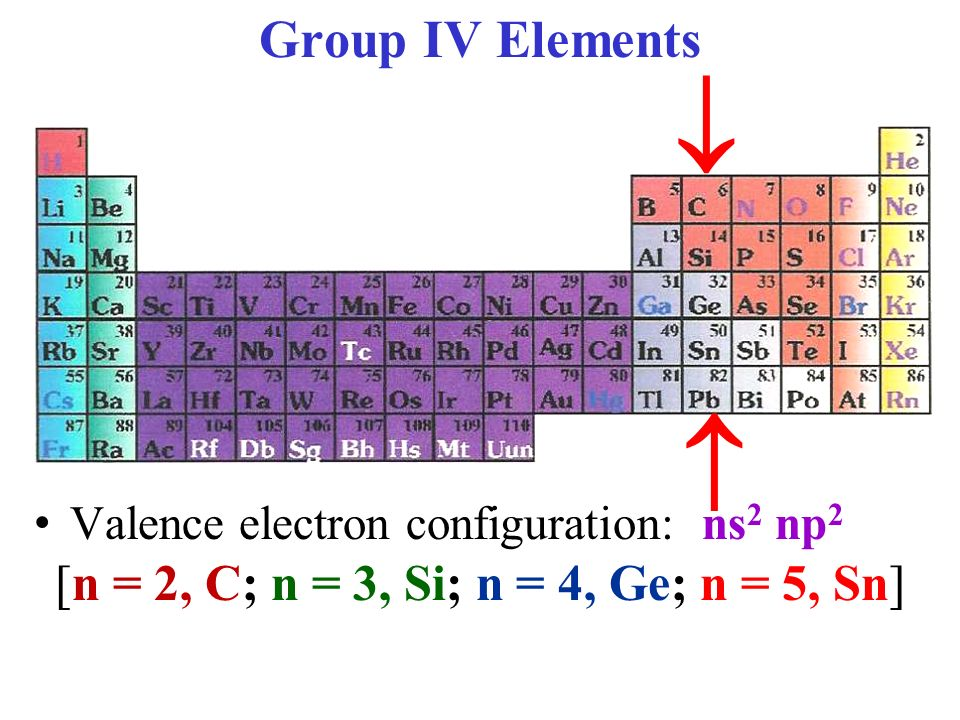 Group IV Elements
↓
1 2
H He
3 4 5 6 7 8 9 10
Li Be B C N O F Ne
11 12 13 14 15 16 17 18
Na Mg Al Si P S Cl Ar
19 20 21 22 23 24 25 26 27 28 29 30 31 32 33 34 35 36
K Ca Sc Ti V Cr Mn Fe Co Ni Cu Zn Ga Ge As Se Br Kr
37 38 39 40 41 42 43 44 45 46 47 48 49 50 51 52 53 54
Rb Sr Y Zr Nb Mo Tc Ru Rh Pd Ag Cd In Sn Sb Te I Xe
55 56 57 72 73 74 75 76 77 78 79 80 81 82 83 84 85 86
Cs Ba La Hf Ta W Re Os Ir Pt Au Hg Tl Pb Bi Po At Rn
87 88 89 104 105 106 107 108 109 110
Fr Ra Ac Rf Db Sg Bh Hs Mt Uun
↑
• Valence electron configuration: ns² np²
[n = 2, C; n = 3, Si; n = 4, Ge; n = 5, Sn]